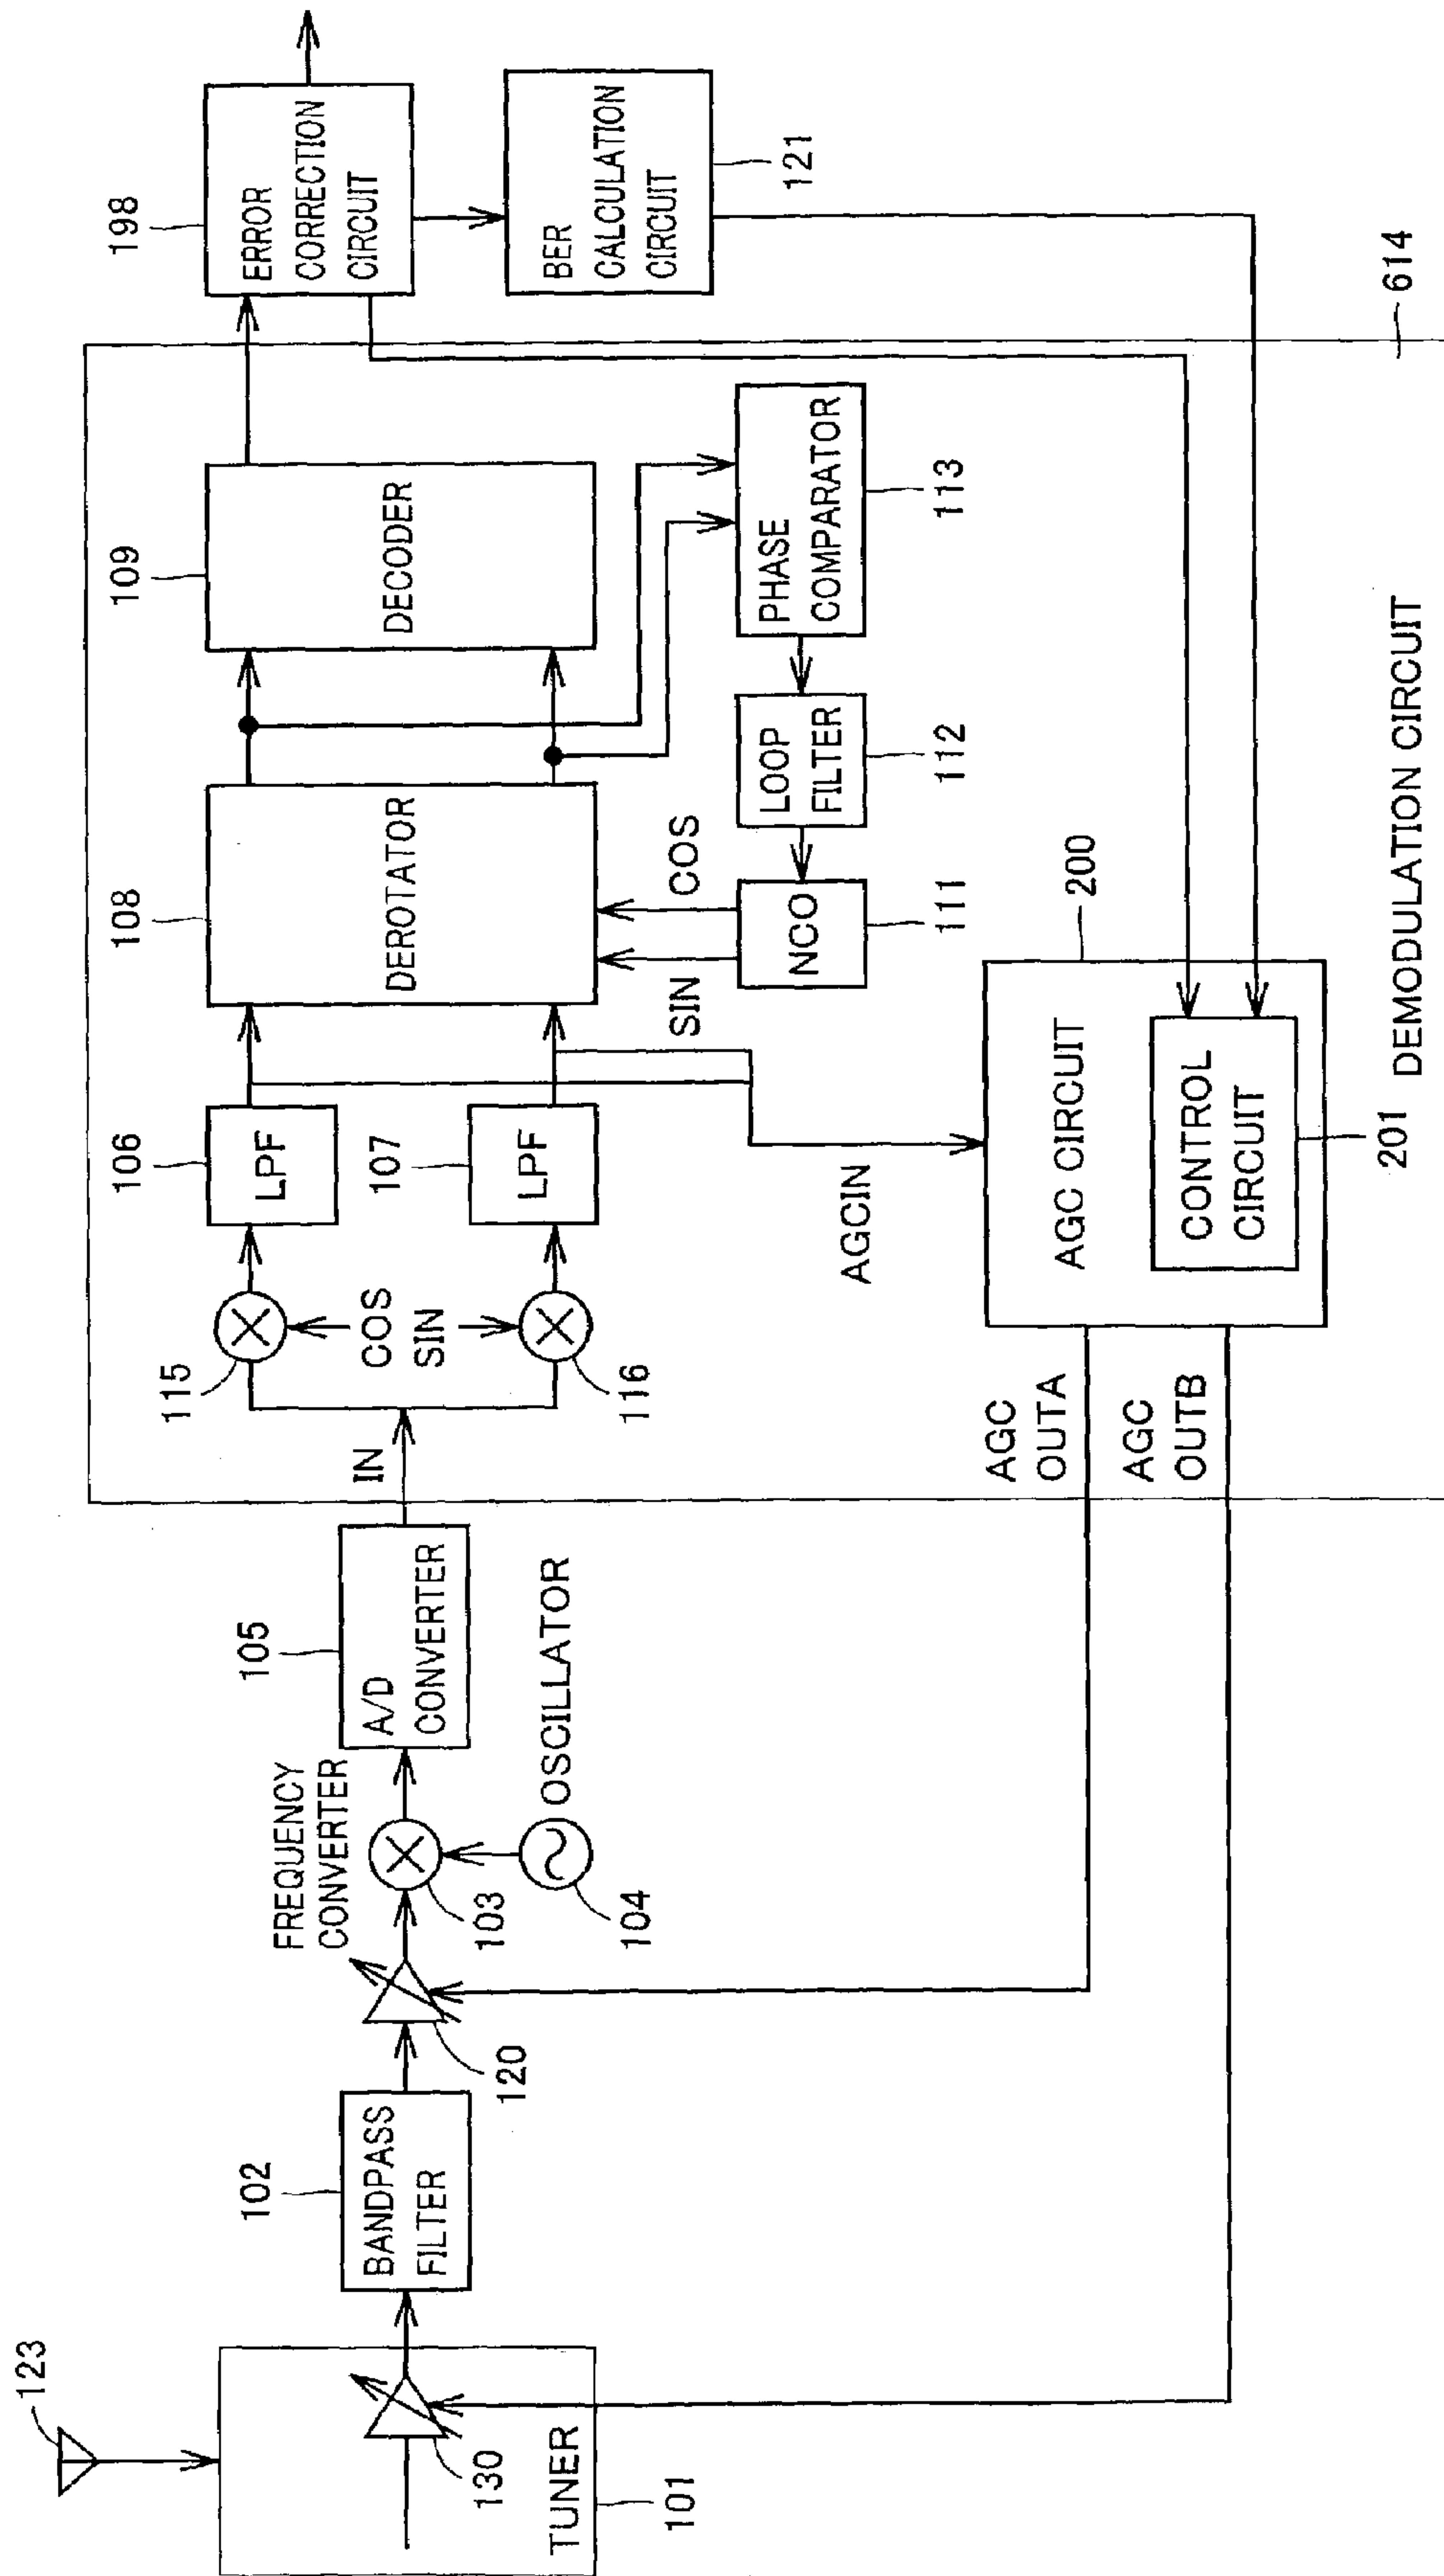 123
130
TUNER
101
102
BANDPASS
FILTER
120
FREQUENCY
CONVERTER
103
104
OSCILLATOR
105
A/D
CONVERTER
IN
115
116
COS
SIN
106
LPF
107
LPF
AGCIN
108
DEROTATOR
SIN
COS
NCO
111
LOOP
FILTER
112
PHASE
COMPARATOR
113
109
DECODER
198
ERROR
CORRECTION
CIRCUIT
BER
CALCULATION
CIRCUIT
121
614
AGC
OUTA
AGC
OUTB
AGC CIRCUIT
200
CONTROL
CIRCUIT
201
DEMODULATION CIRCUIT